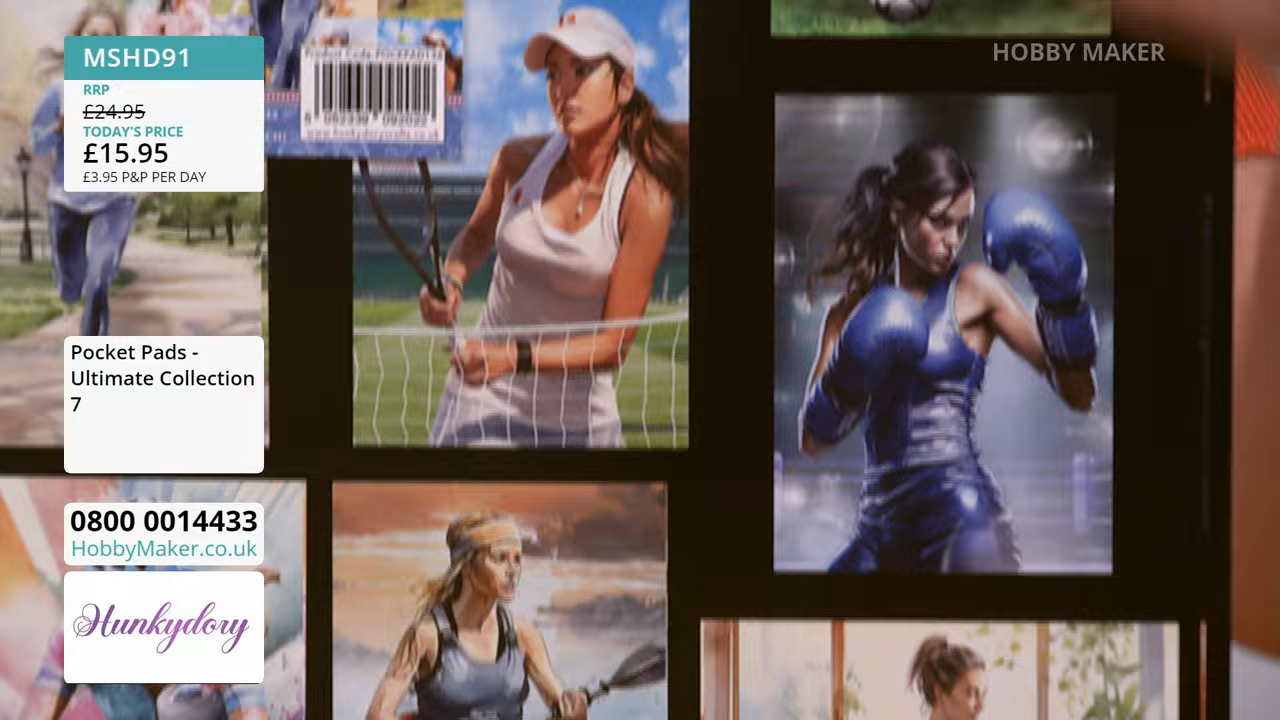 MSHD91
RRP
£24.95
TODAY'S PRICE
£15.95
£3.95 P&P PER DAY
Pocket Pads -
Ultimate Collection
7
0800 0014433
HobbyMaker.co.uk
Hunkydory
HOBBY MAKER